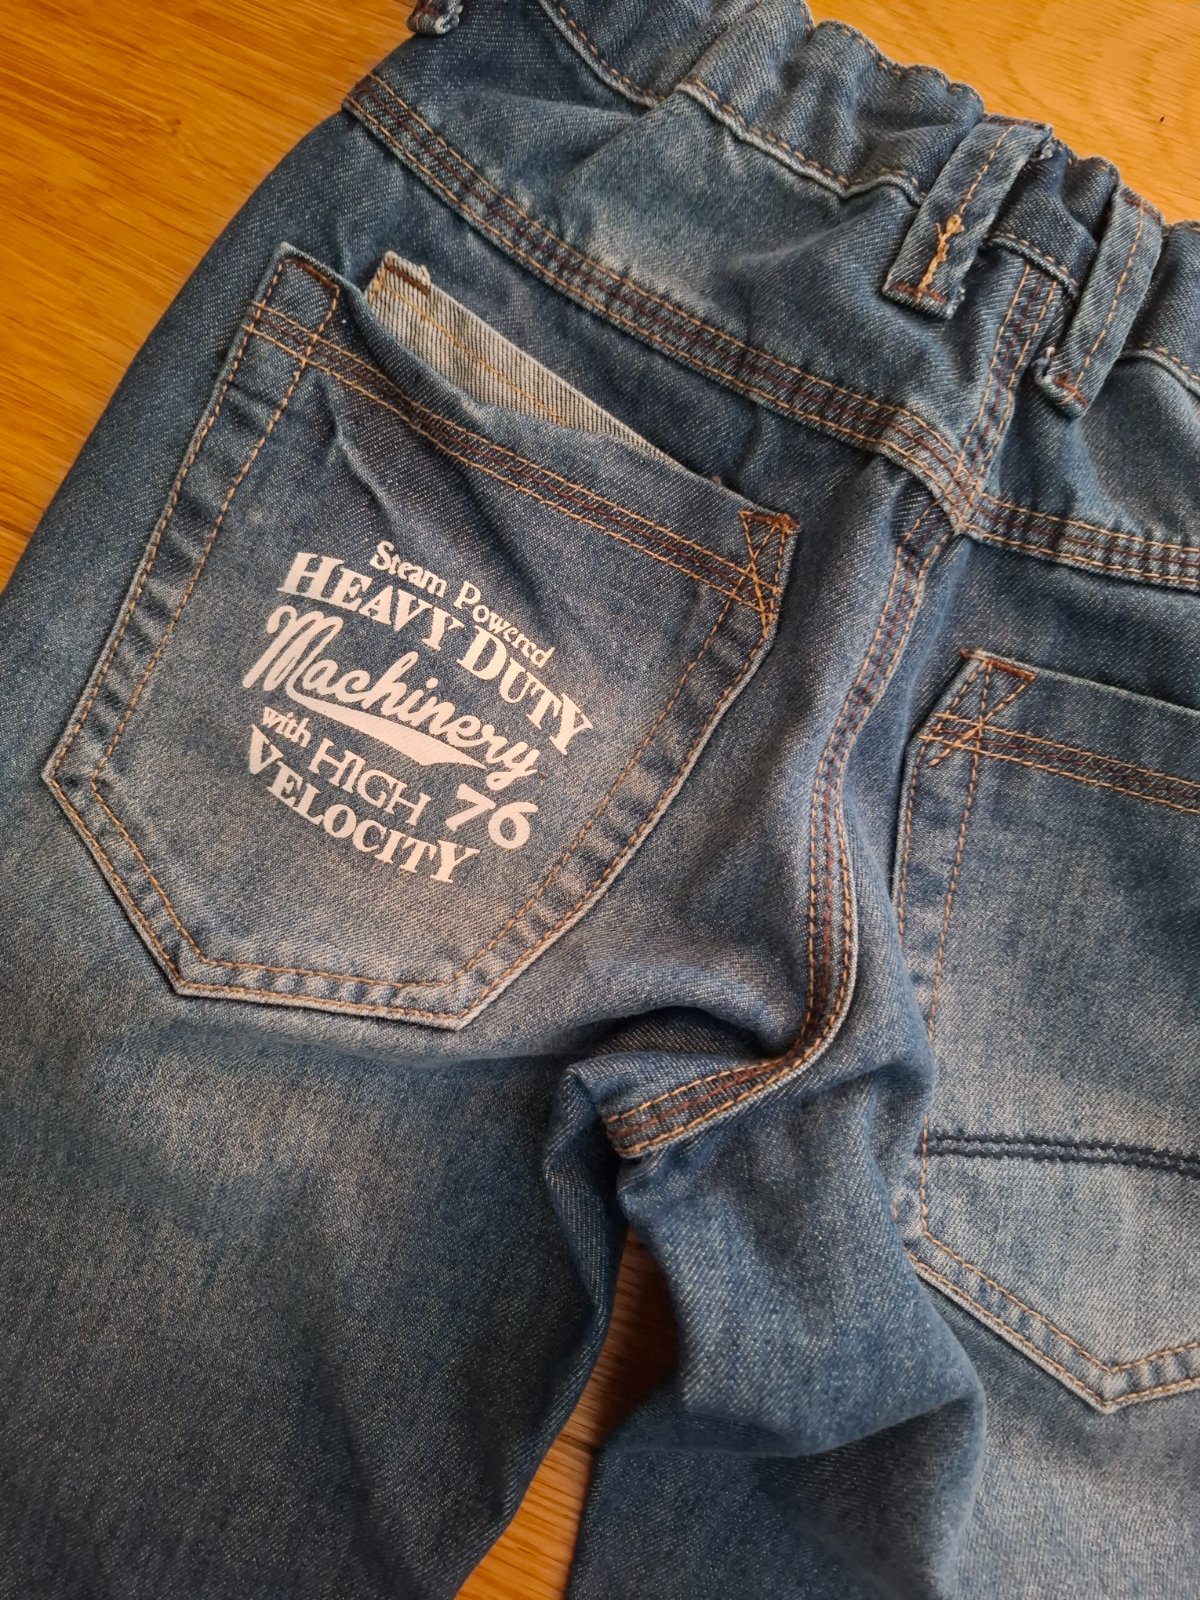 Steam Powered
HEAVY DUTY
Machinery
with HIGH 76
VELOCITY